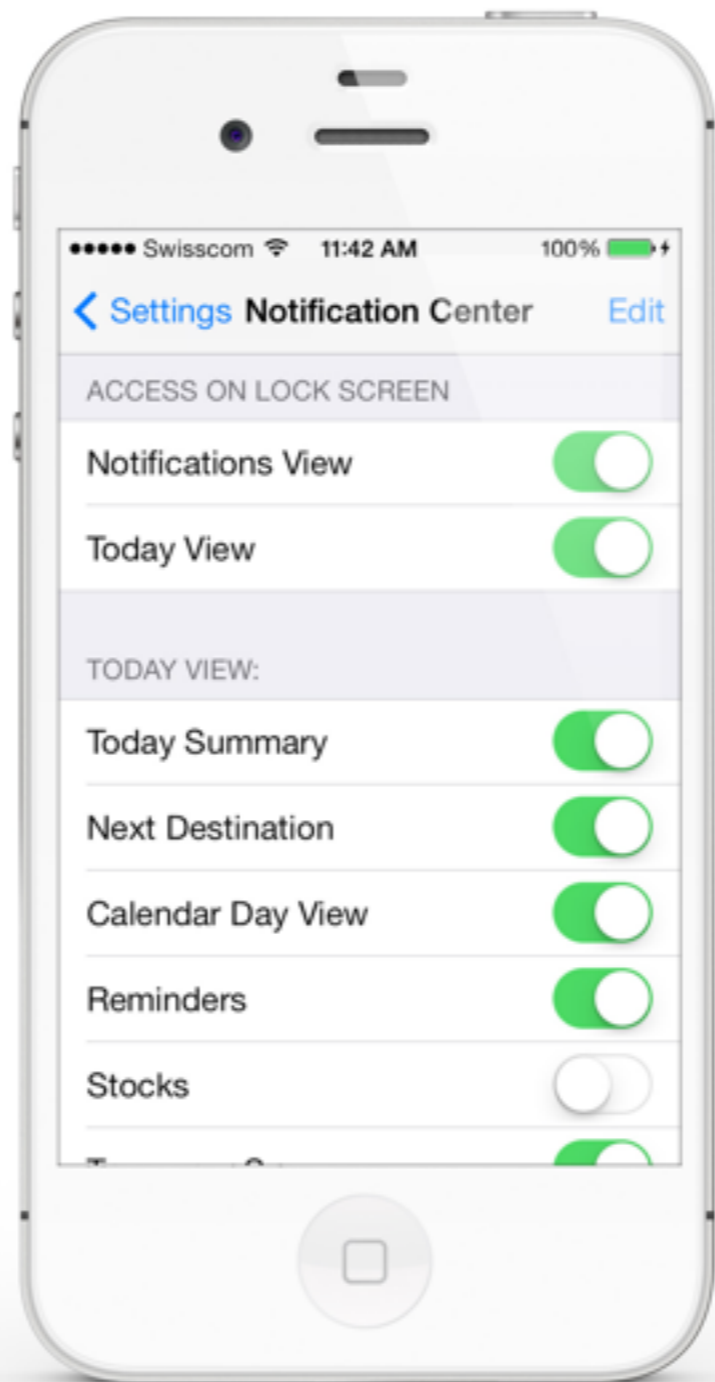 Swisscom 11:42 AM 100%
Settings Notification Center Edit
ACCESS ON LOCK SCREEN
Notifications View
Today View
TODAY VIEW:
Today Summary
Next Destination
Calendar Day View
Reminders
Stocks